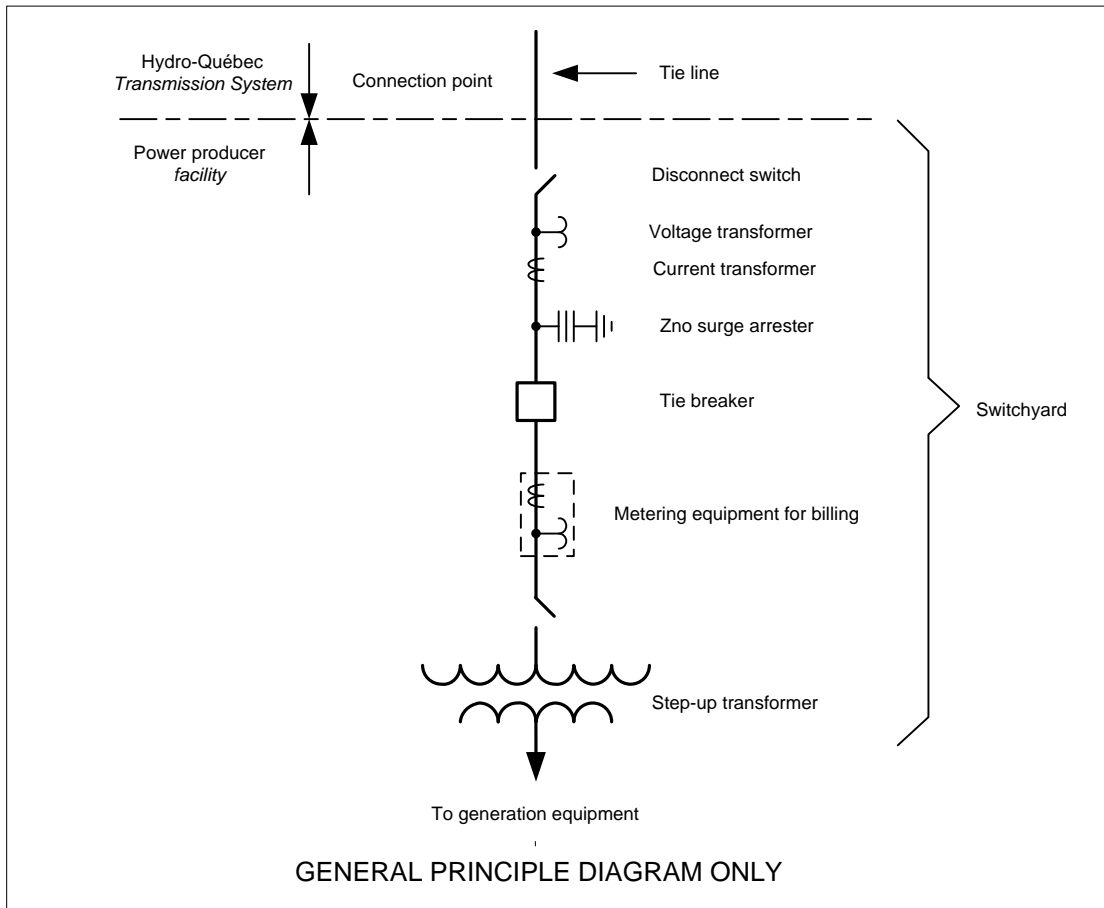 Hydro-Québec
Transmission System
Connection point
Tie line
Power producer
facility
Disconnect switch
Voltage transformer
Current transformer
Zno surge arrester
Tie breaker
Switchyard
Metering equipment for billing
Step-up transformer
To generation equipment
GENERAL PRINCIPLE DIAGRAM ONLY